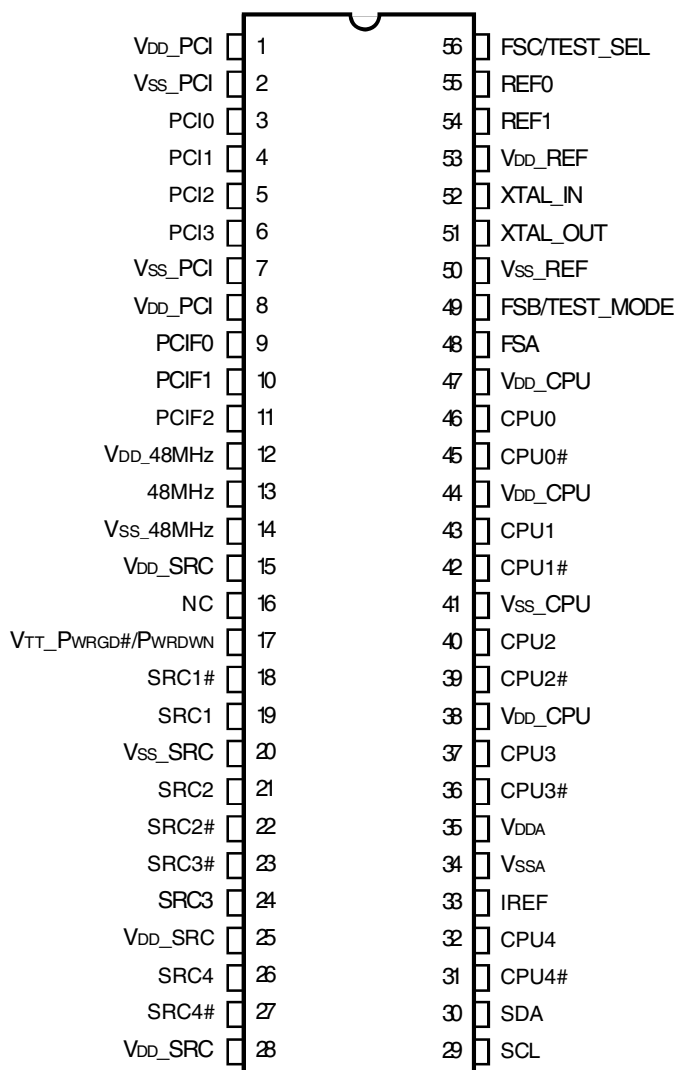 VDD_PCI 1 56 FSC/TEST_SEL
VSS_PCI 2 55 REF0
PCI0 3 54 REF1
PCI1 4 53 VDD_REF
PCI2 5 52 XTAL_IN
PCI3 6 51 XTAL_OUT
VSS_PCI 7 50 VSS_REF
VDD_PCI 8 49 FSB/TEST_MODE
PCIF0 9 48 FSA
PCIF1 10 47 VDD_CPU
PCIF2 11 46 CPU0
VDD_48MHz 12 45 CPU0#
48MHz 13 44 VDD_CPU
VSS_48MHz 14 43 CPU1
VDD_SRC 15 42 CPU1#
NC 16 41 VSS_CPU
VTT_PWRGD#/PWRDWN 17 40 CPU2
SRC1# 18 39 CPU2#
SRC1 19 38 VDD_CPU
VSS_SRC 20 37 CPU3
SRC2 21 36 CPU3#
SRC2# 22 35 VDDA
SRC3# 23 34 VSSA
SRC3 24 33 IREF
VDD_SRC 25 32 CPU4
SRC4 26 31 CPU4#
SRC4# 27 30 SDA
VDD_SRC 28 29 SCL